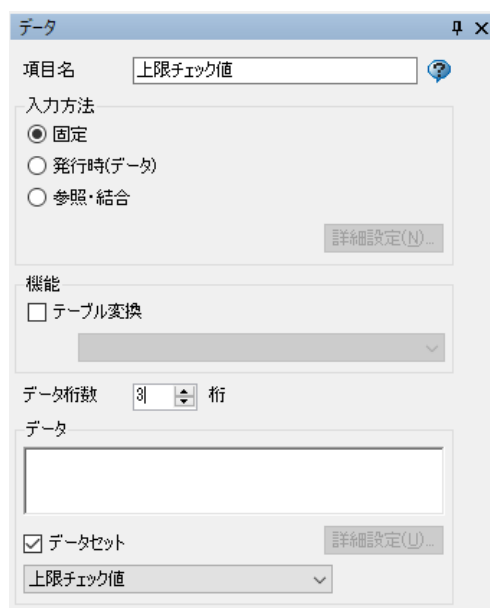 データ
項目名 上限チェック値
入力方法
固定
発行時(データ)
参照・結合
詳細設定(N)...
機能
テーブル変換
データ桁数 3 桁
データ
データセット 詳細設定(U)...
上限チェック値